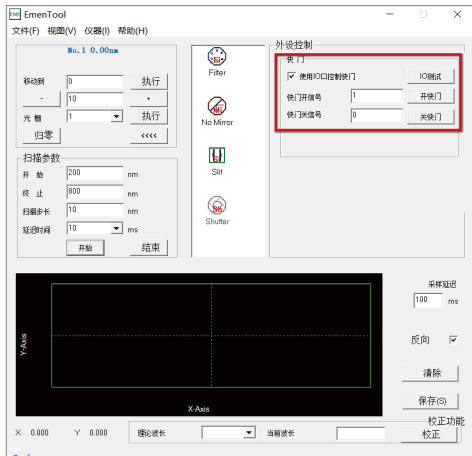 EmenTool
文件(F) 视图(V) 仪器(I) 帮助(H)
No.1 0.00nm
移动到 0 执行
- 10 +
光 栅 1 执行
归零 <<<<
扫描参数
开 始 200 nm
终 止 800 nm
扫描步长 10 nm
延迟时间 10 ms
开始 结束
Filter
No Mirror
Slit
Shutter
外设控制
快 门
使用IO口控制快门 IO测试
快门开信号 1 开快门
快门关信号 0 关快门
Y-Axis
X-Axis
采样延迟
100 ms
反向
清除
保存(S)
校正功能
X 0.000 Y 0.000 理论波长 当前波长 校正